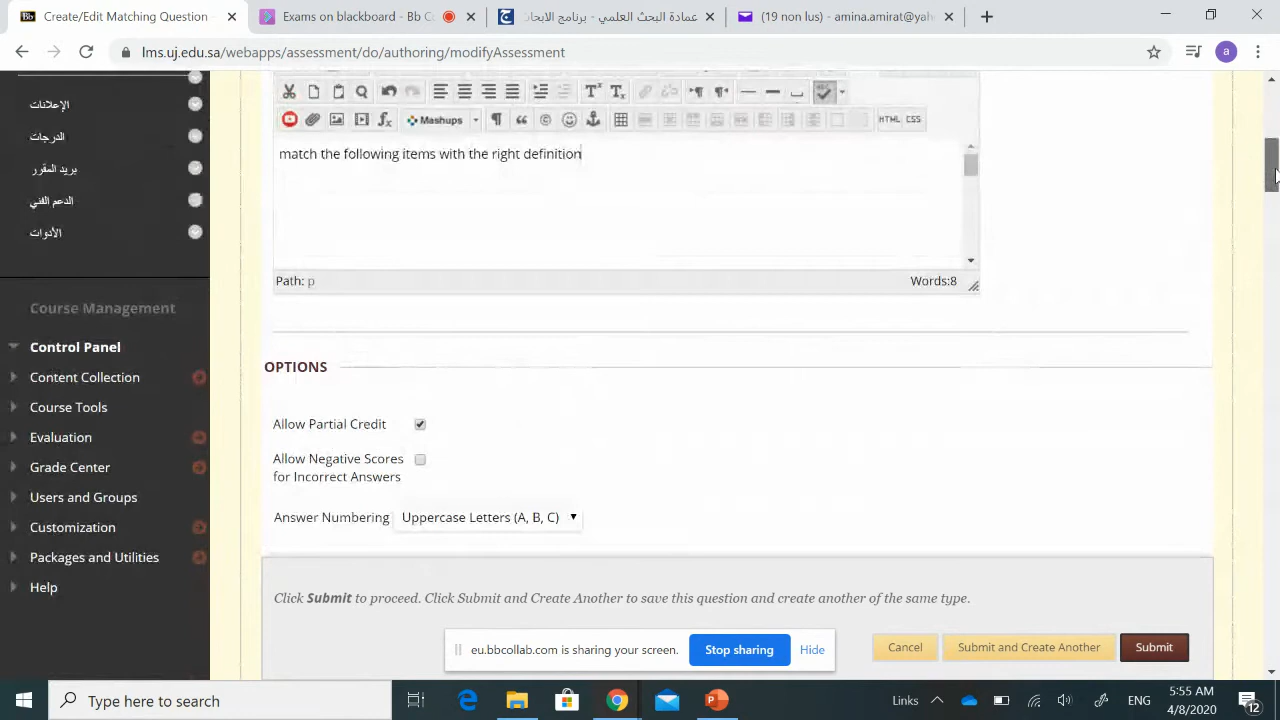 Create/Edit Matching Question
Exams on blackboard - Bb C
عمادة البحث العلمي - برنامج الابحاث
(19 non lus) - amina.amirat@yah
lms.uj.edu.sa/webapps/assessment/do/authoring/modifyAssessment
a
الإعلانات
الدرجات
بريد المقرر
الدعم الفني
الأدوات
Course Management
Control Panel
Content Collection
Course Tools
Evaluation
Grade Center
Users and Groups
Customization
Packages and Utilities
Help
Mashups
HTML CSS
match the following items with the right definition
Path: p
Words:8
OPTIONS
Allow Partial Credit
Allow Negative Scores
for Incorrect Answers
Answer Numbering
Uppercase Letters (A, B, C)
Click Submit to proceed. Click Submit and Create Another to save this question and create another of the same type.
eu.bbcollab.com is sharing your screen.
Stop sharing
Hide
Cancel
Submit and Create Another
Submit
Type here to search
Links
ENG
5:55 AM
4/8/2020
12